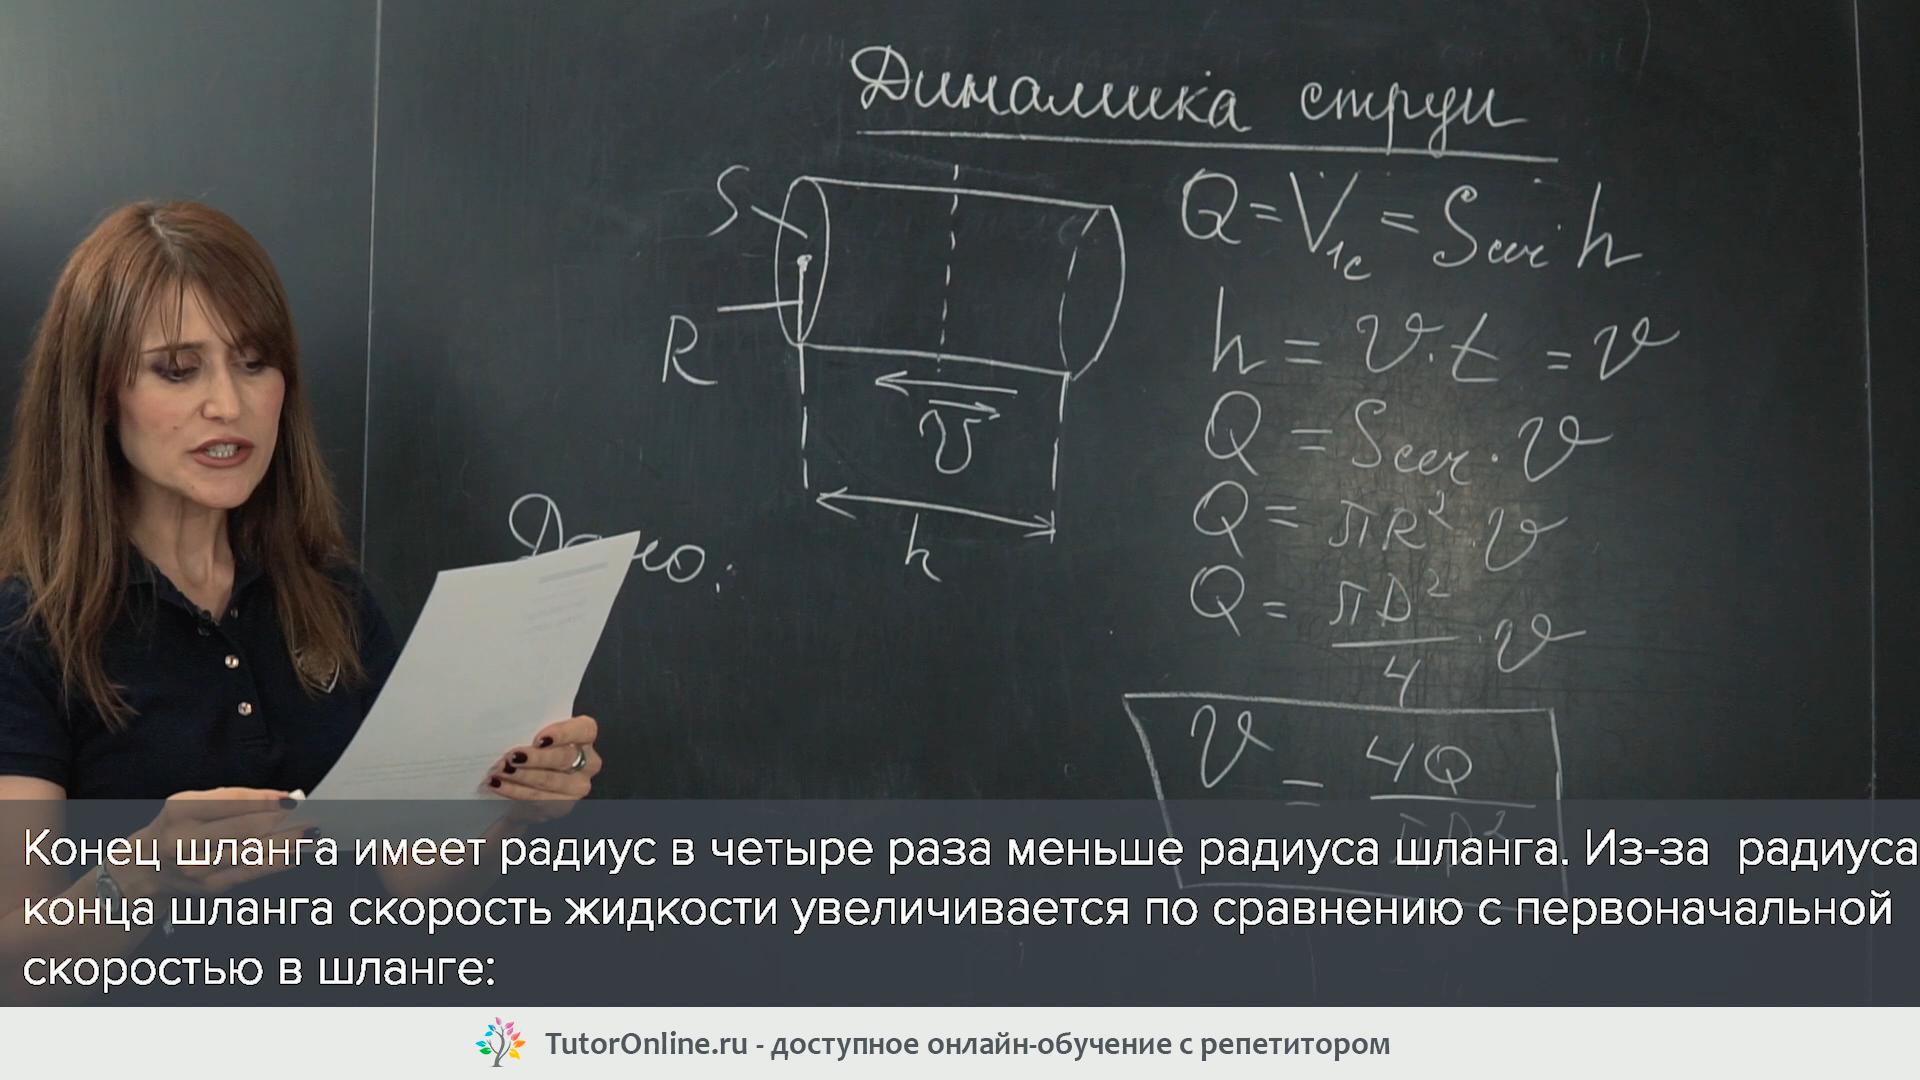 Динамика струи
S
R
v
h
Q = V₁c = Sсеч · h
h = v · t = v
Q = Sсеч · v
Q = πR² · v
Q = πD²/4 · v
v = 4Q/πD²
Дано:
Конец шланга имеет радиус в четыре раза меньше радиуса шланга. Из-за радиуса
конца шланга скорость жидкости увеличивается по сравнению с первоначальной
скоростью в шланге:
TutorOnline.ru - доступное онлайн-обучение с репетитором